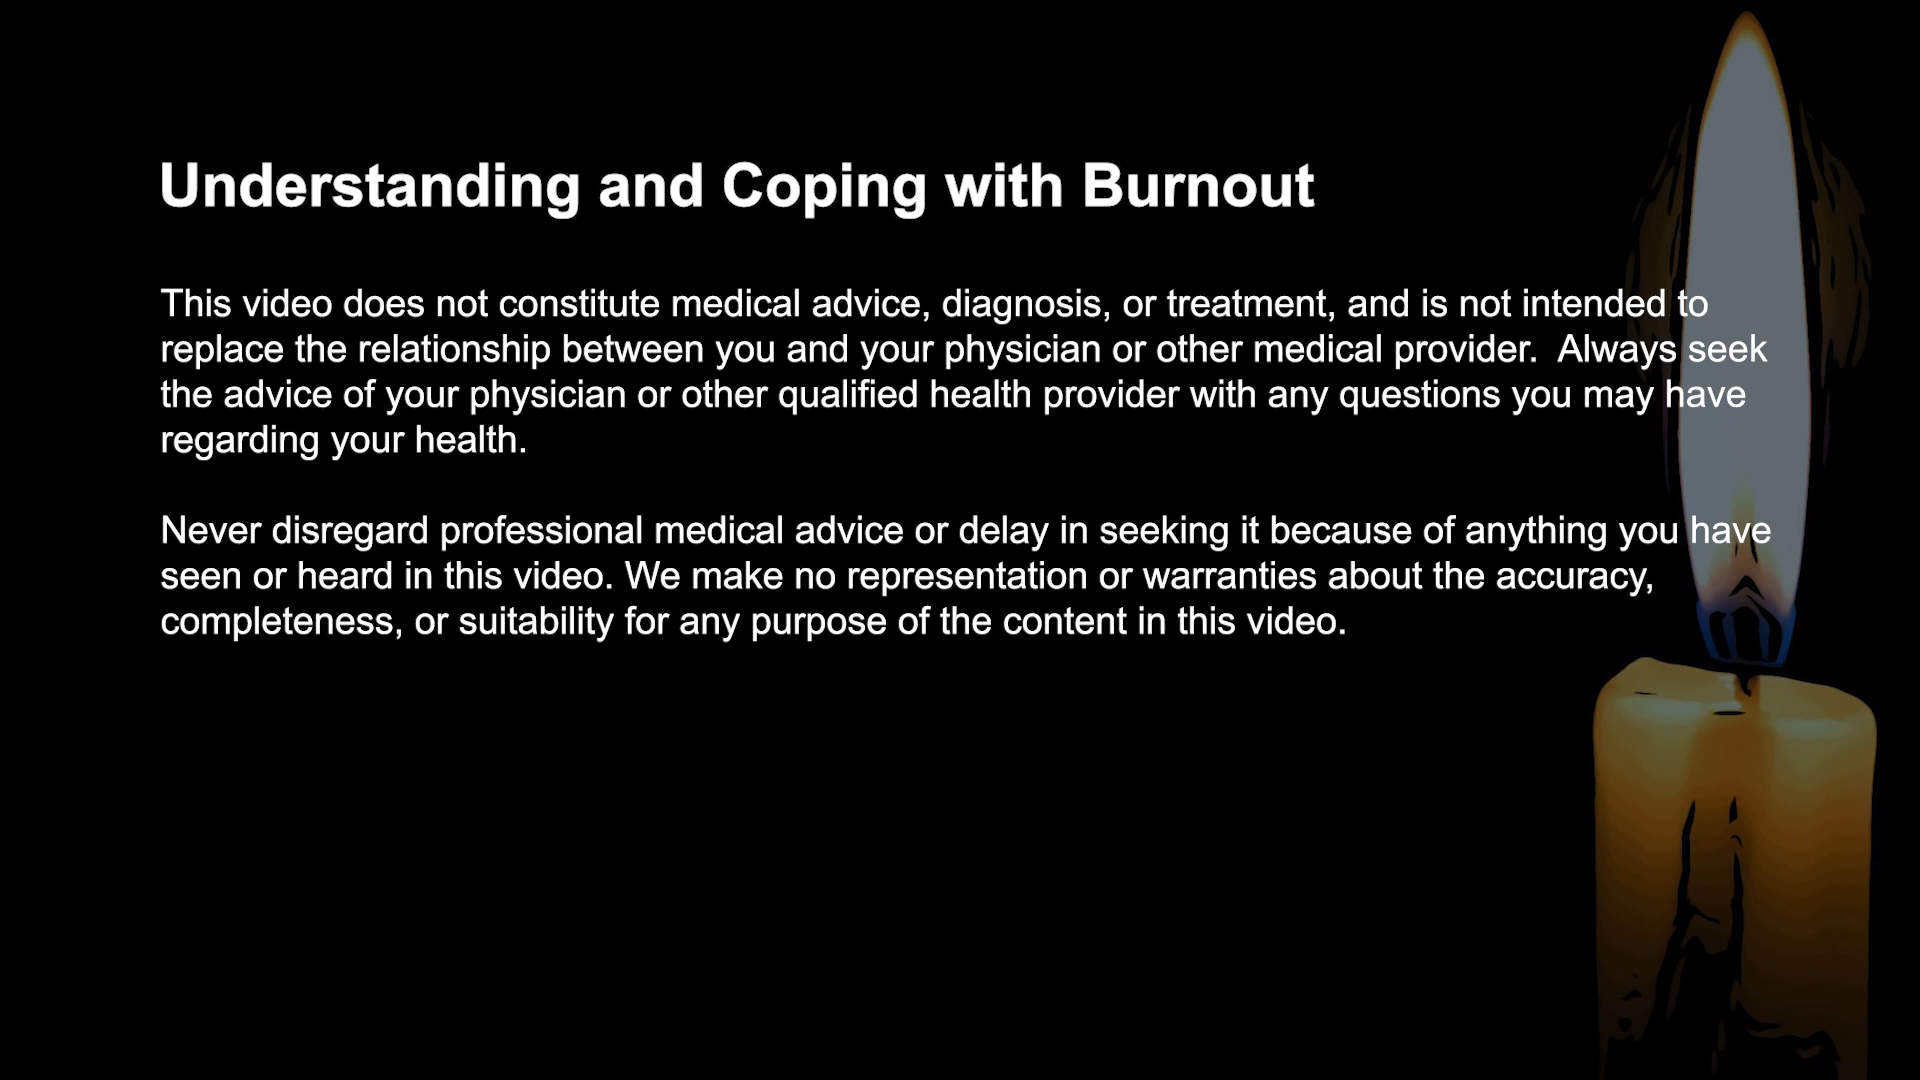 Understanding and Coping with Burnout
This video does not constitute medical advice, diagnosis, or treatment, and is not intended to
replace the relationship between you and your physician or other medical provider.  Always seek
the advice of your physician or other qualified health provider with any questions you may have
regarding your health.
Never disregard professional medical advice or delay in seeking it because of anything you have
seen or heard in this video. We make no representation or warranties about the accuracy,
completeness, or suitability for any purpose of the content in this video.